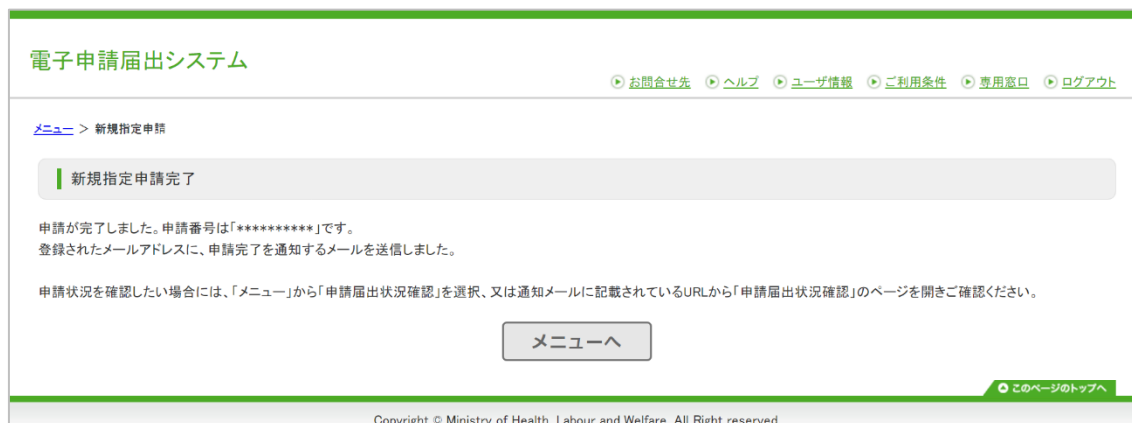 電子申請届出システム
お問合せ先 ヘルプ ユーザ情報 ご利用条件 専用窓口 ログアウト
メニュー > 新規指定申請
新規指定申請完了
申請が完了しました。申請番号は「**********」です。
登録されたメールアドレスに、申請完了を通知するメールを送信しました。
申請状況を確認したい場合には、「メニュー」から「申請届出状況確認」を選択、又は通知メールに記載されているURLから「申請届出状況確認」のページを開きご確認ください。
メニューへ
このページのトップへ
Copyright © Ministry of Health, Labour and Welfare, All Right reserved.